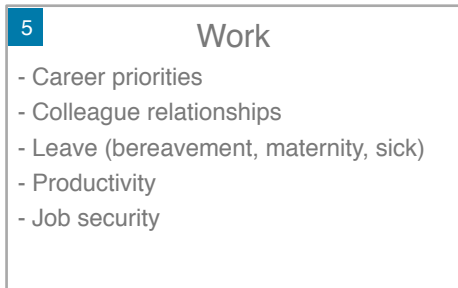 5
Work
- Career priorities
- Colleague relationships
- Leave (bereavement, maternity, sick)
- Productivity
- Job security